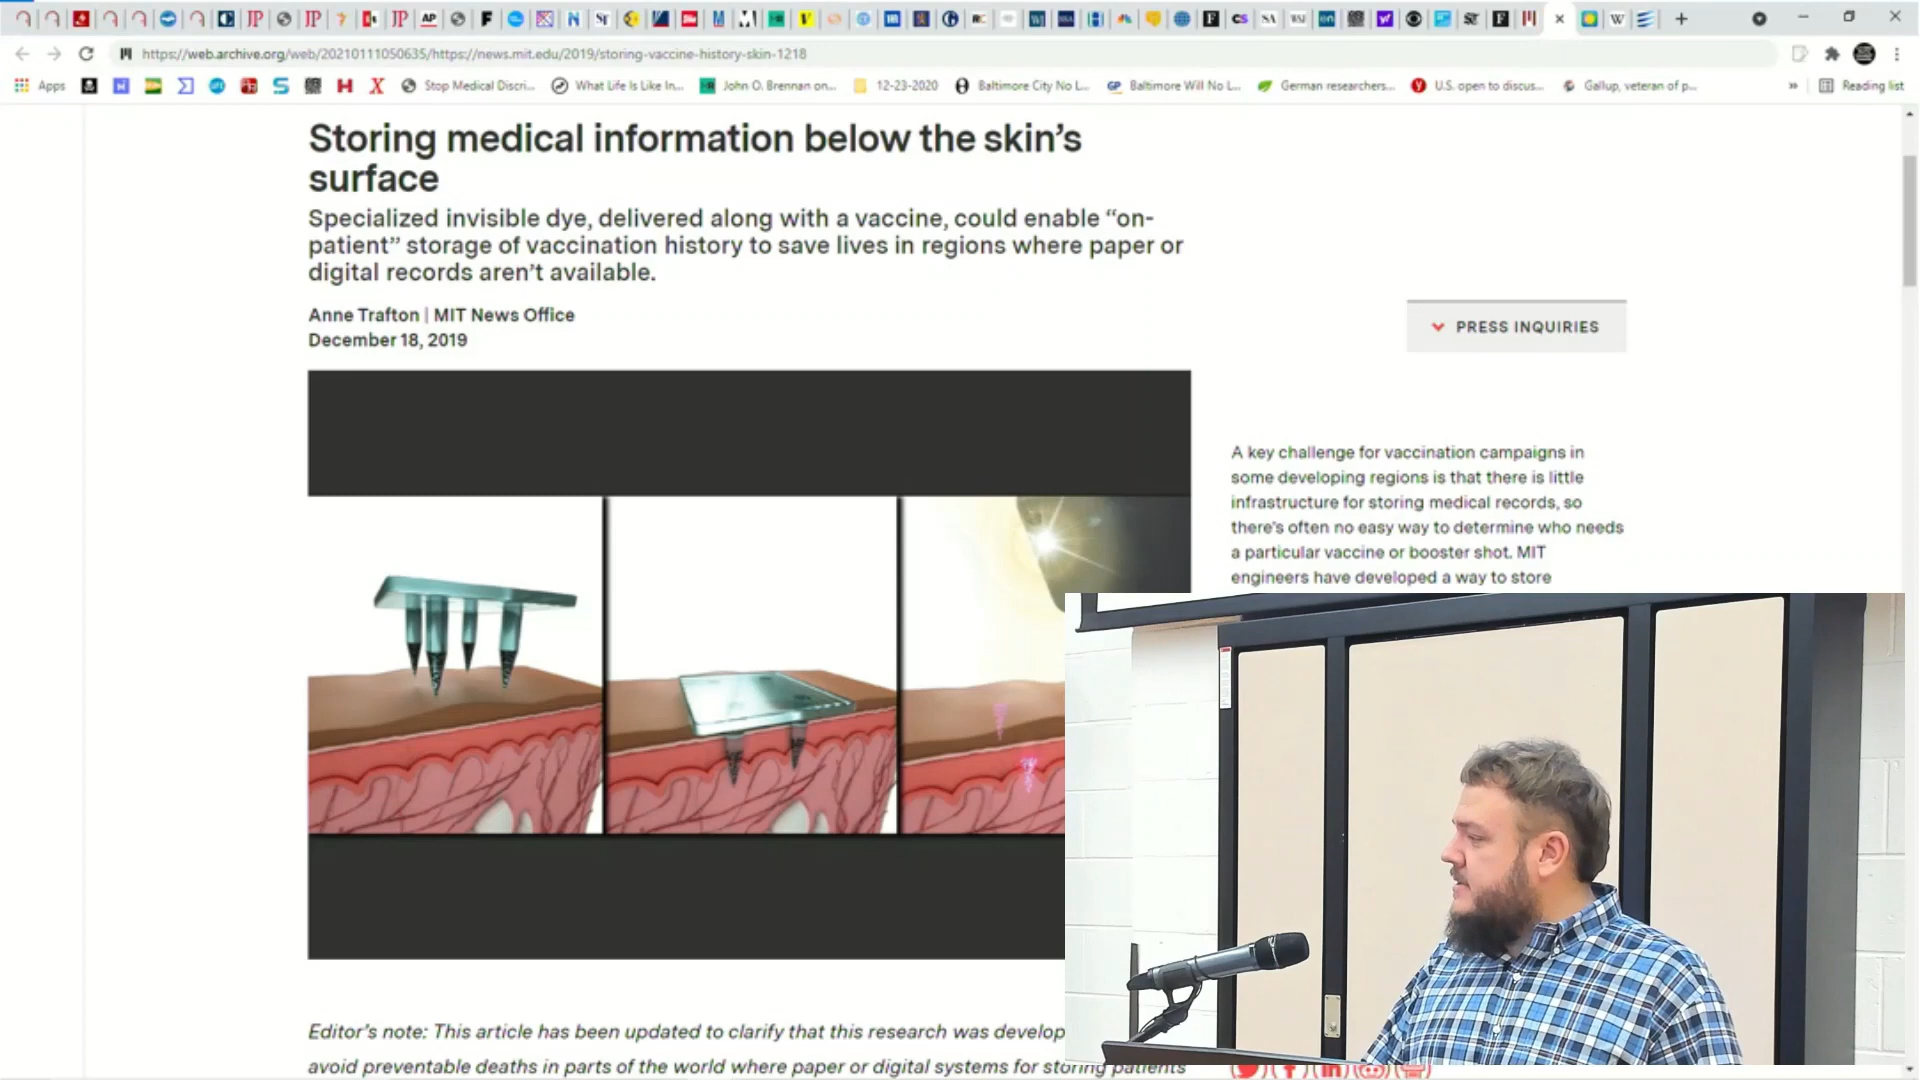 https://web.archive.org/web/20210111050635/https://news.mit.edu/2019/storing-vaccine-history-skin-1218
Apps
Stop Medical Discri...
What Life Is Like In...
John O. Brennan on...
12-23-2020
Baltimore City No L...
Baltimore Will No L...
German researchers...
U.S. open to discus...
Gallup, veteran of p...
»
Reading list
Storing medical information below the skin's
surface
Specialized invisible dye, delivered along with a vaccine, could enable “on-
patient” storage of vaccination history to save lives in regions where paper or
digital records aren't available.
Anne Trafton | MIT News Office
December 18, 2019
PRESS INQUIRIES
A key challenge for vaccination campaigns in
some developing regions is that there is little
infrastructure for storing medical records, so
there's often no easy way to determine who needs
a particular vaccine or booster shot. MIT
engineers have developed a way to store
Editor's note: This article has been updated to clarify that this research was develop
avoid preventable deaths in parts of the world where paper or digital systems for storing patients